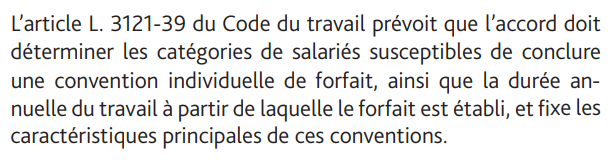 L’article L. 3121-39 du Code du travail prévoit que l’accord doit
déterminer les catégories de salariés susceptibles de conclure
une convention individuelle de forfait, ainsi que la durée an-
nuelle du travail à partir de laquelle le forfait est établi, et fixe les
caractéristiques principales de ces conventions.